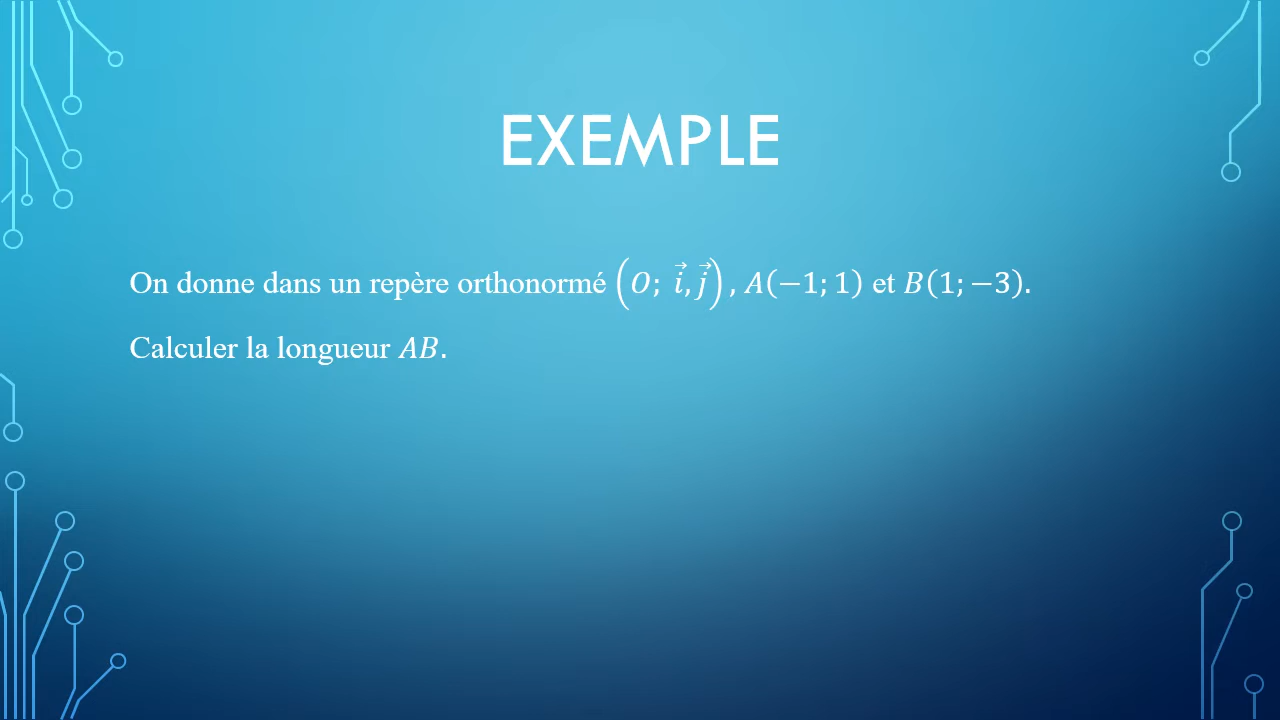 EXEMPLE
On donne dans un repère orthonormé (O; i⃗, j⃗), A(−1; 1) et B(1; −3).
Calculer la longueur AB.